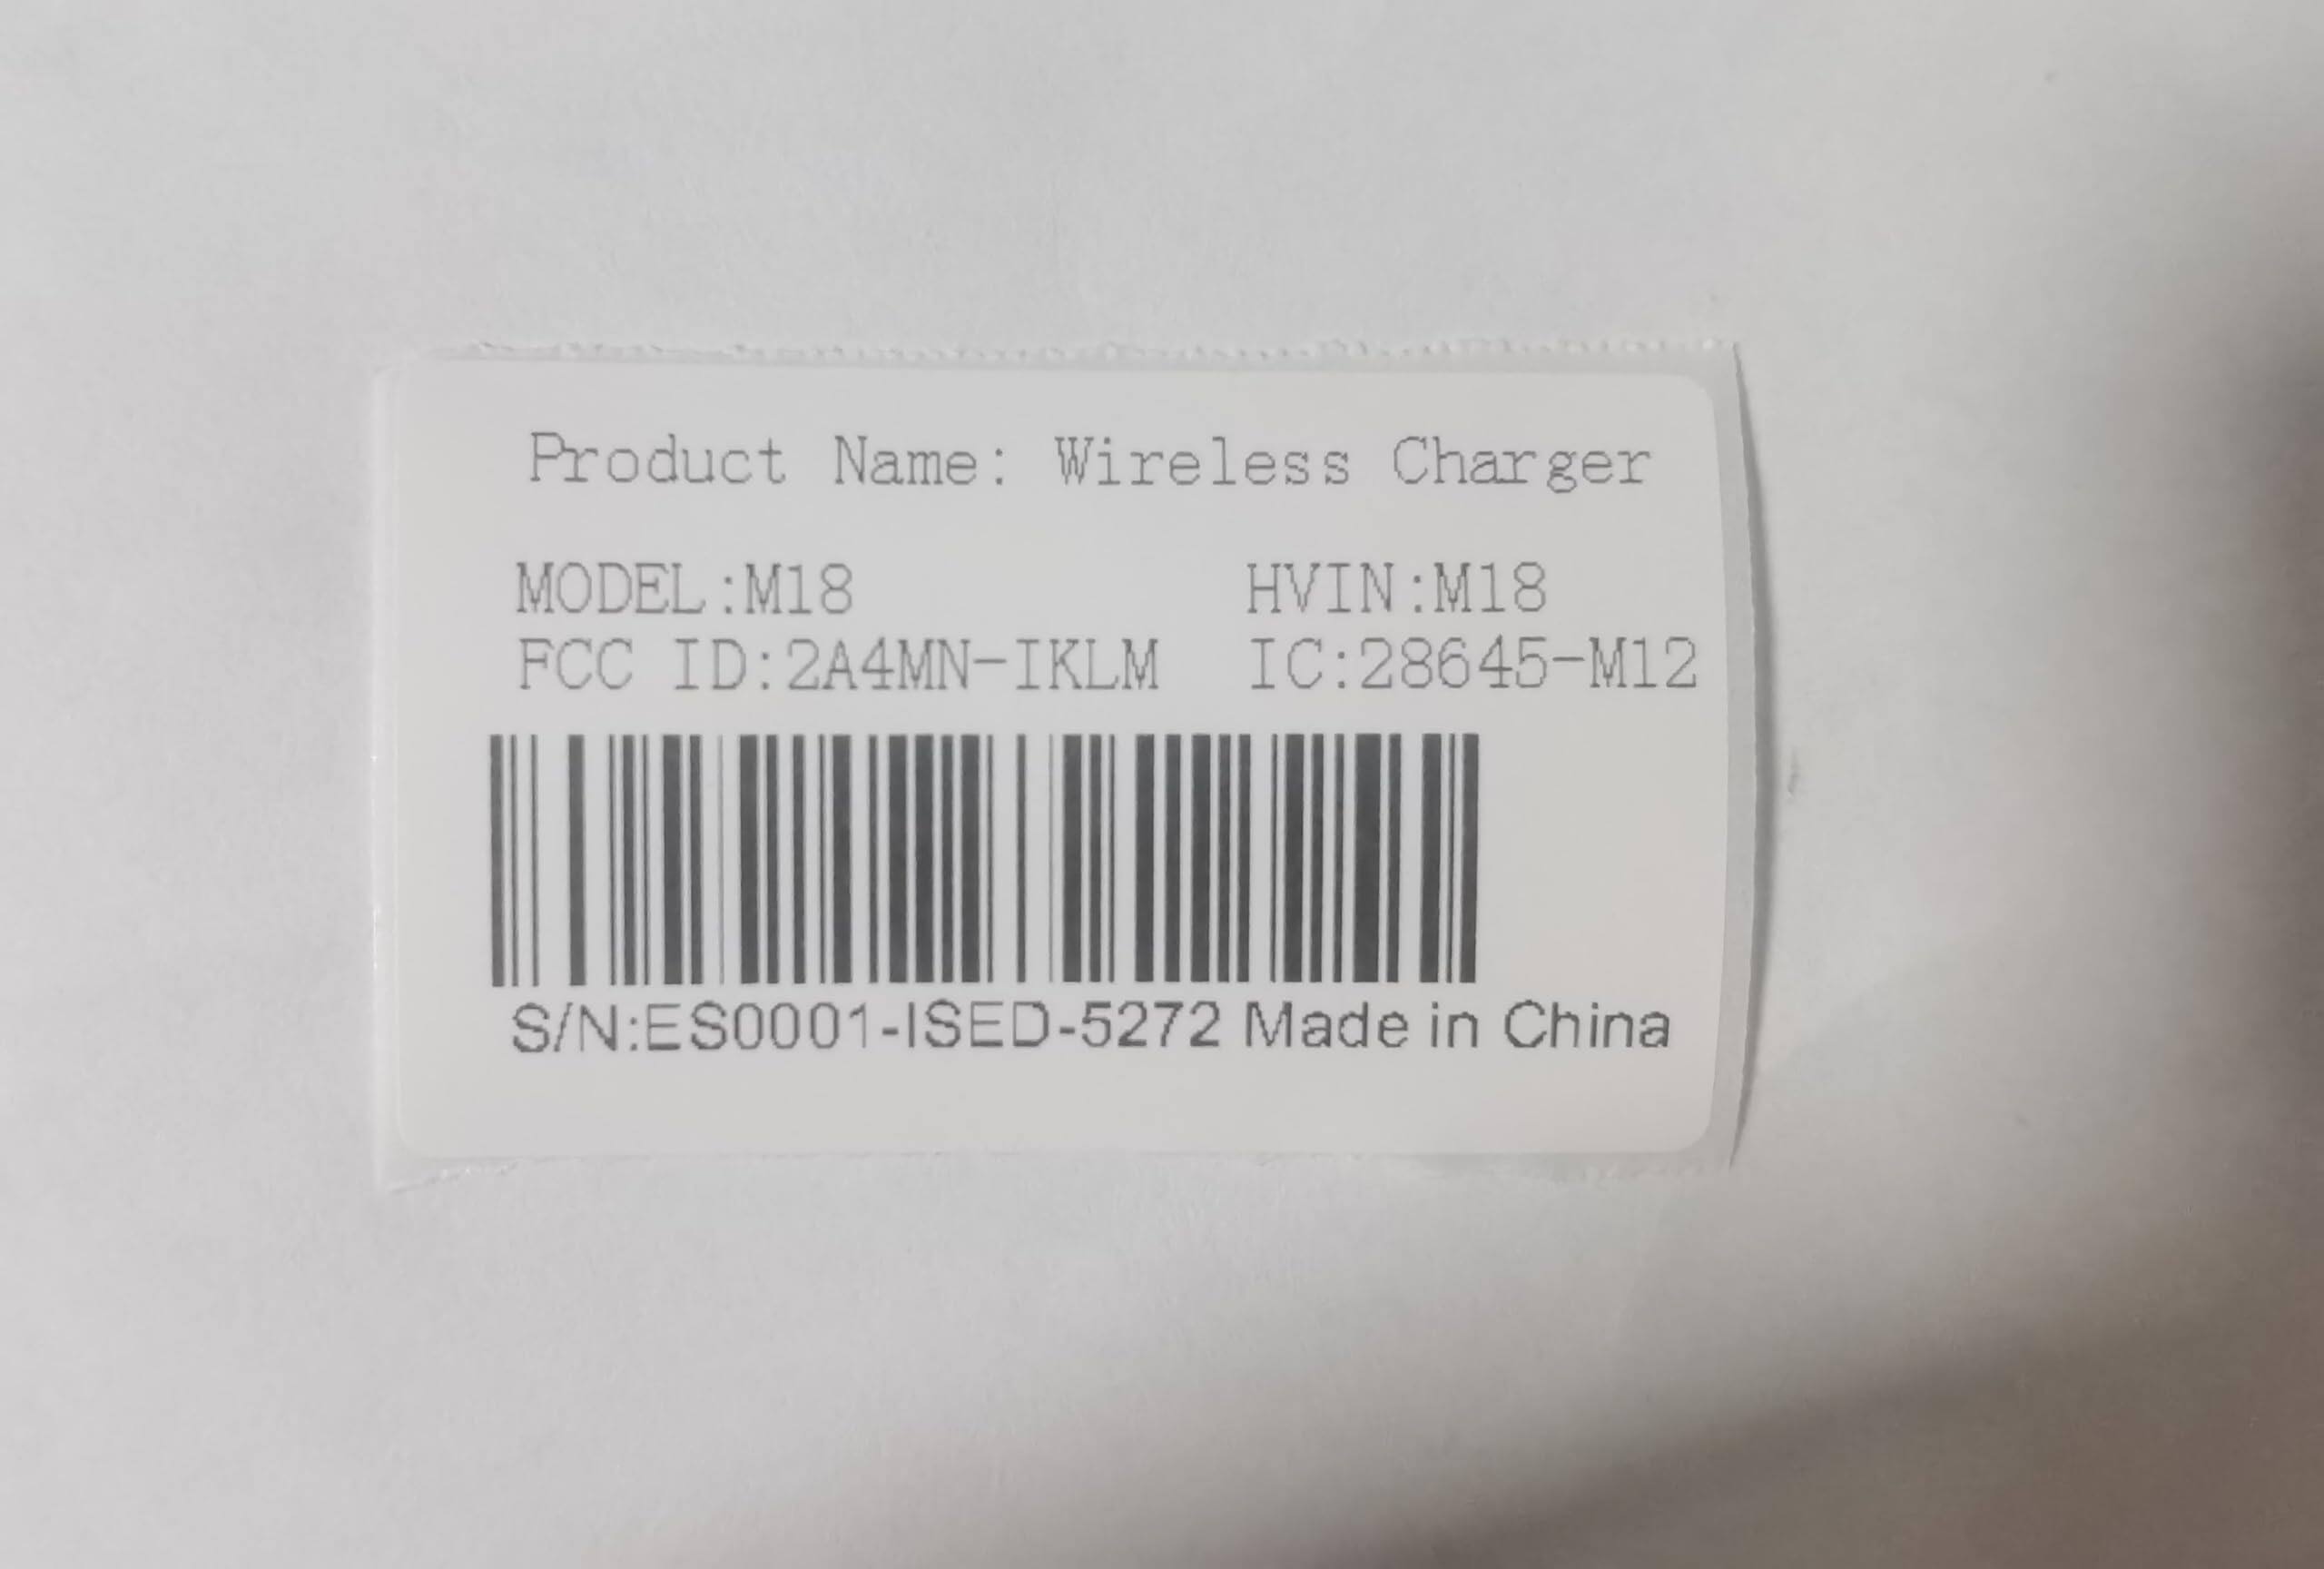 Product Name: Wireless Charger
MODEL:M18 HVIN:M18
FCC ID:2A4MN-IKLM IC:28645-M12
S/N:ES0001-ISED-5272 Made in China